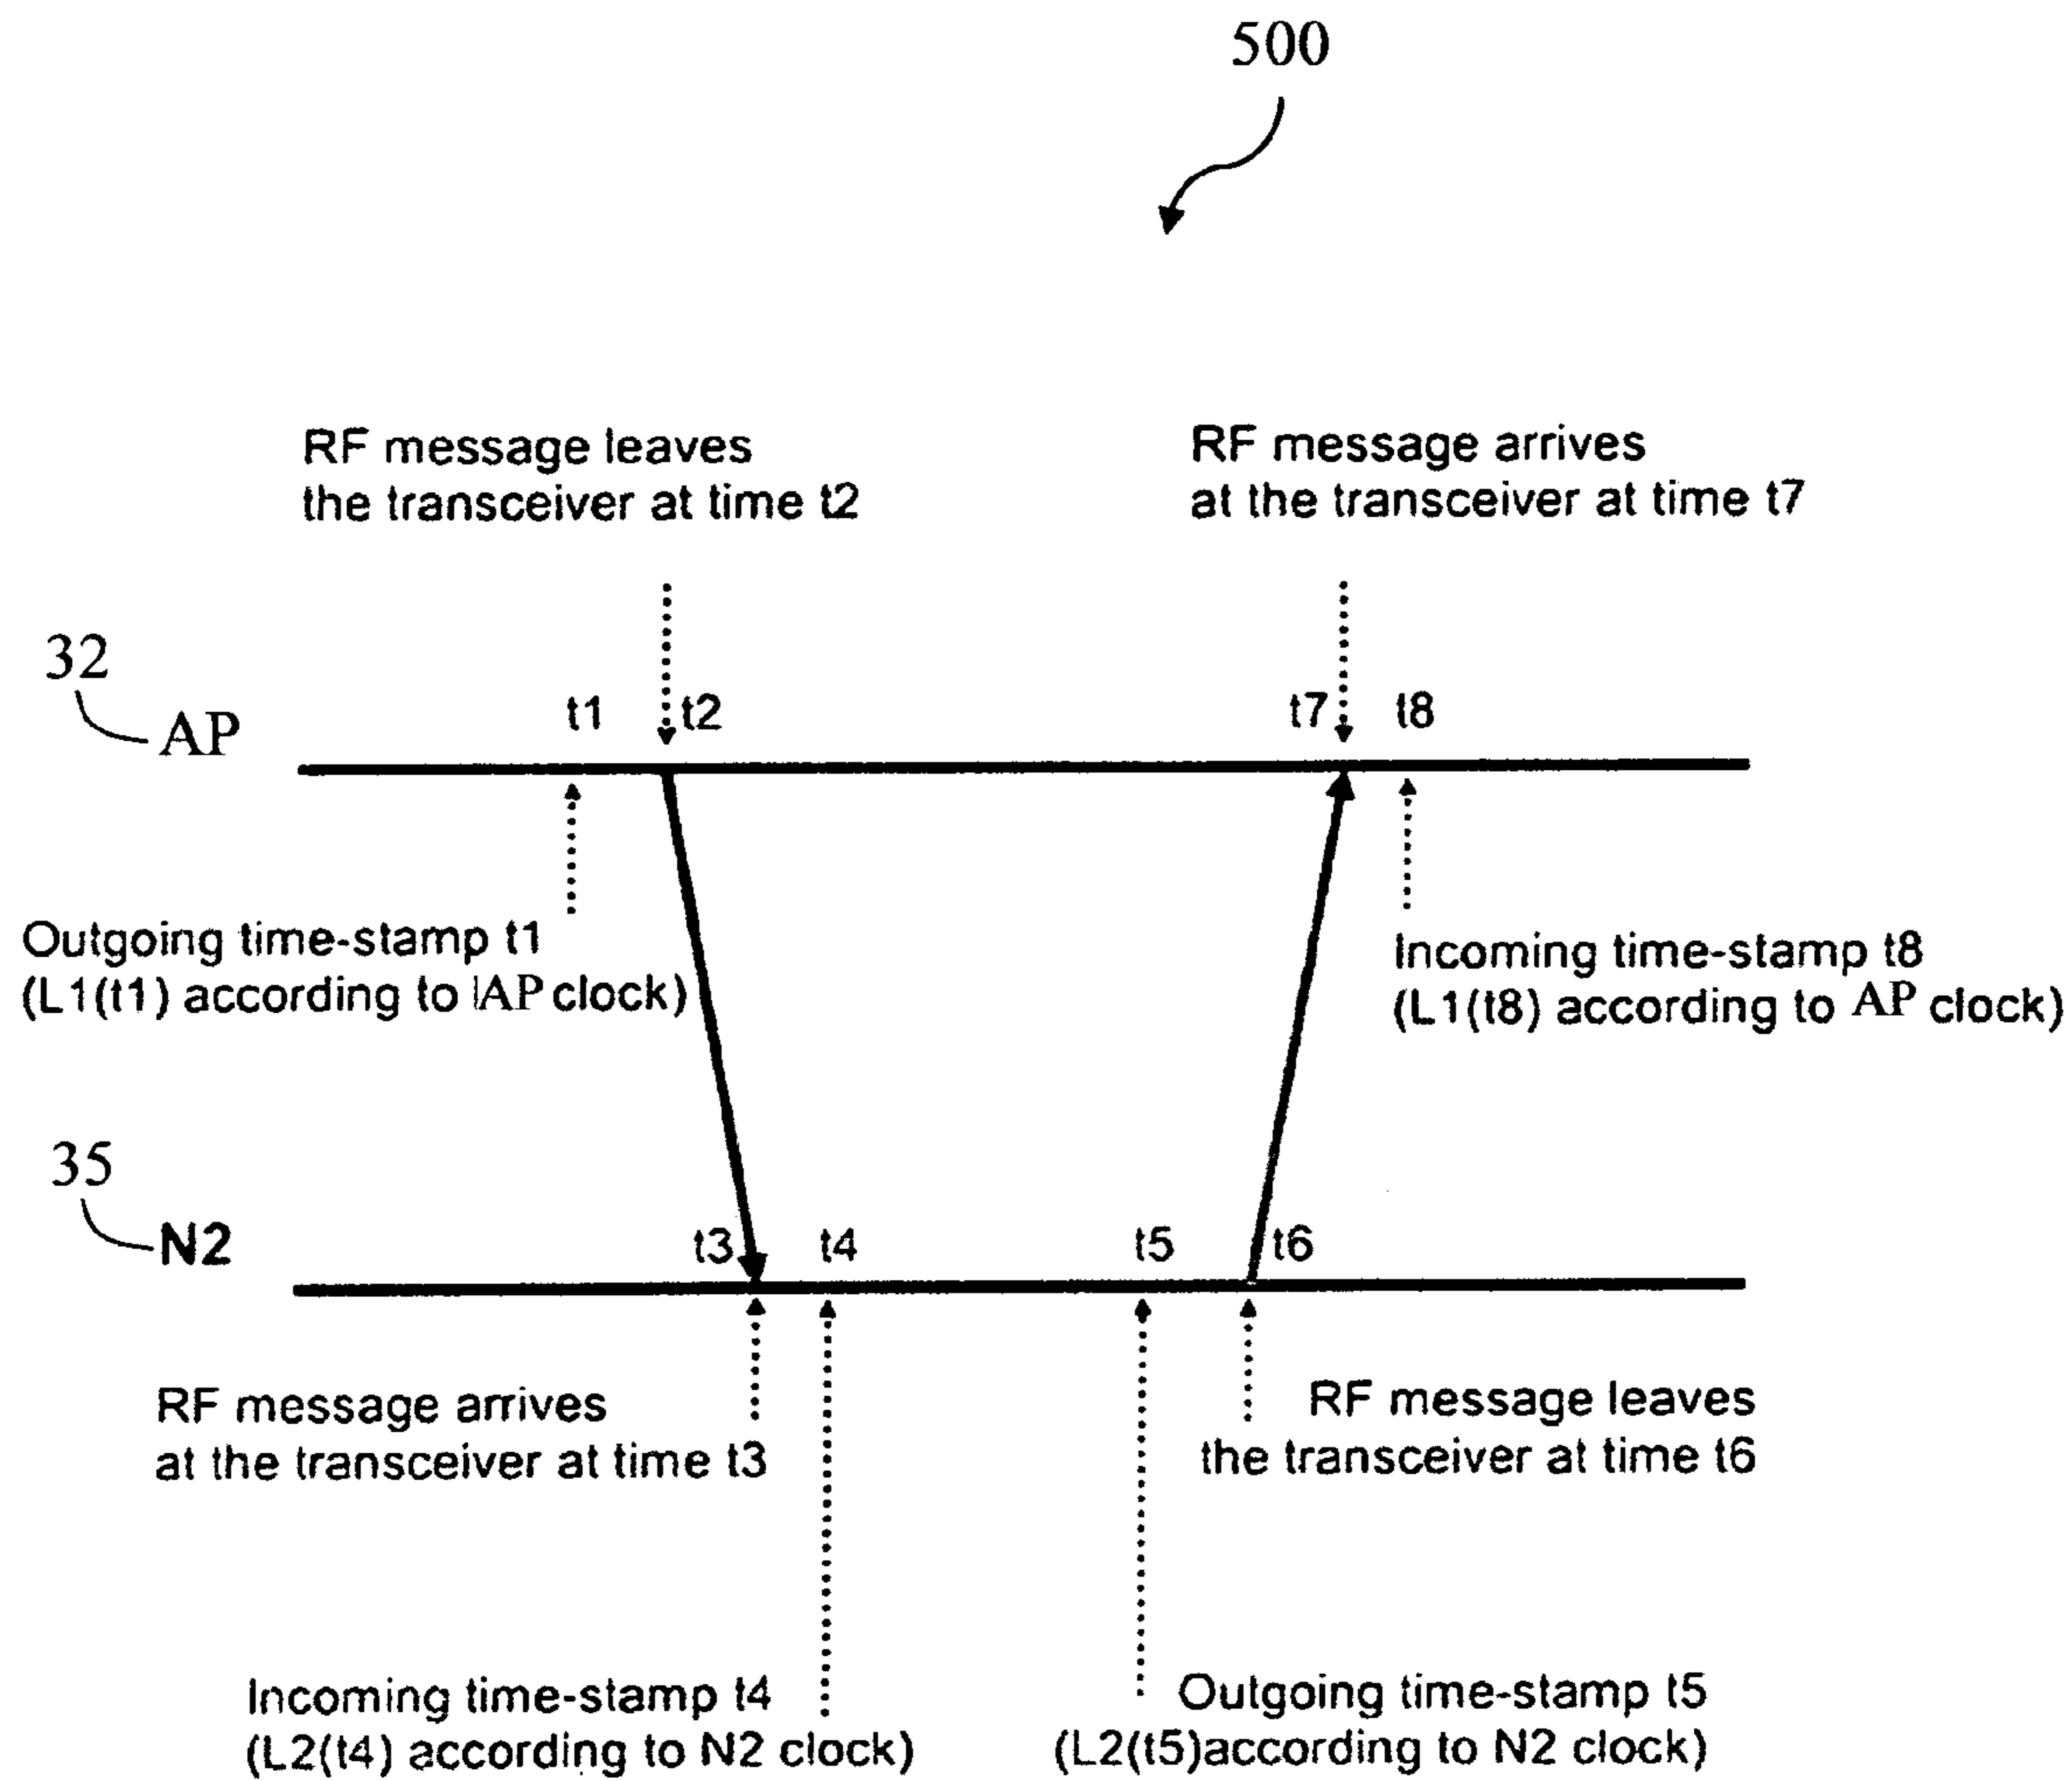 500
RF message leaves
the transceiver at time t2
RF message arrives
at the transceiver at time t7
32
AP
t1
t2
t7
t8
Outgoing time-stamp t1
(L1(t1) according to AP clock)
Incoming time-stamp t8
(L1(t8) according to AP clock)
35
N2
t3
t4
t5
t6
RF message arrives
at the transceiver at time t3
RF message leaves
the transceiver at time t6
Incoming time-stamp t4
(L2(t4) according to N2 clock)
Outgoing time-stamp t5
(L2(t5)according to N2 clock)